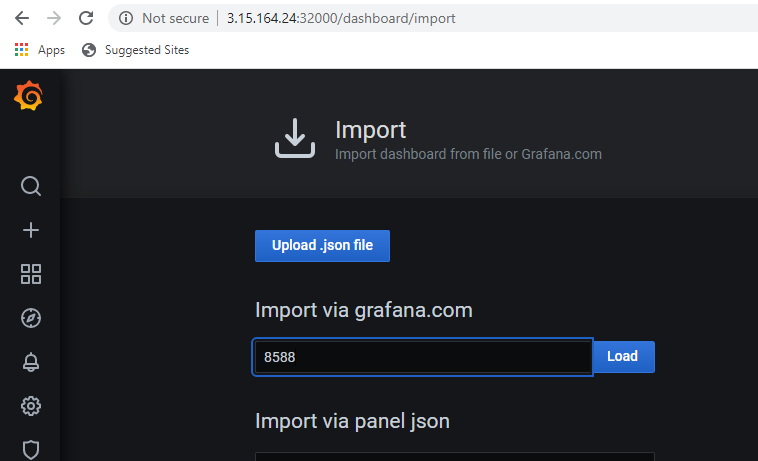 Not secure | 3.15.164.24:32000/dashboard/import
Apps Suggested Sites
Import
Import dashboard from file or Grafana.com
Upload .json file
Import via grafana.com
8588 Load
Import via panel json